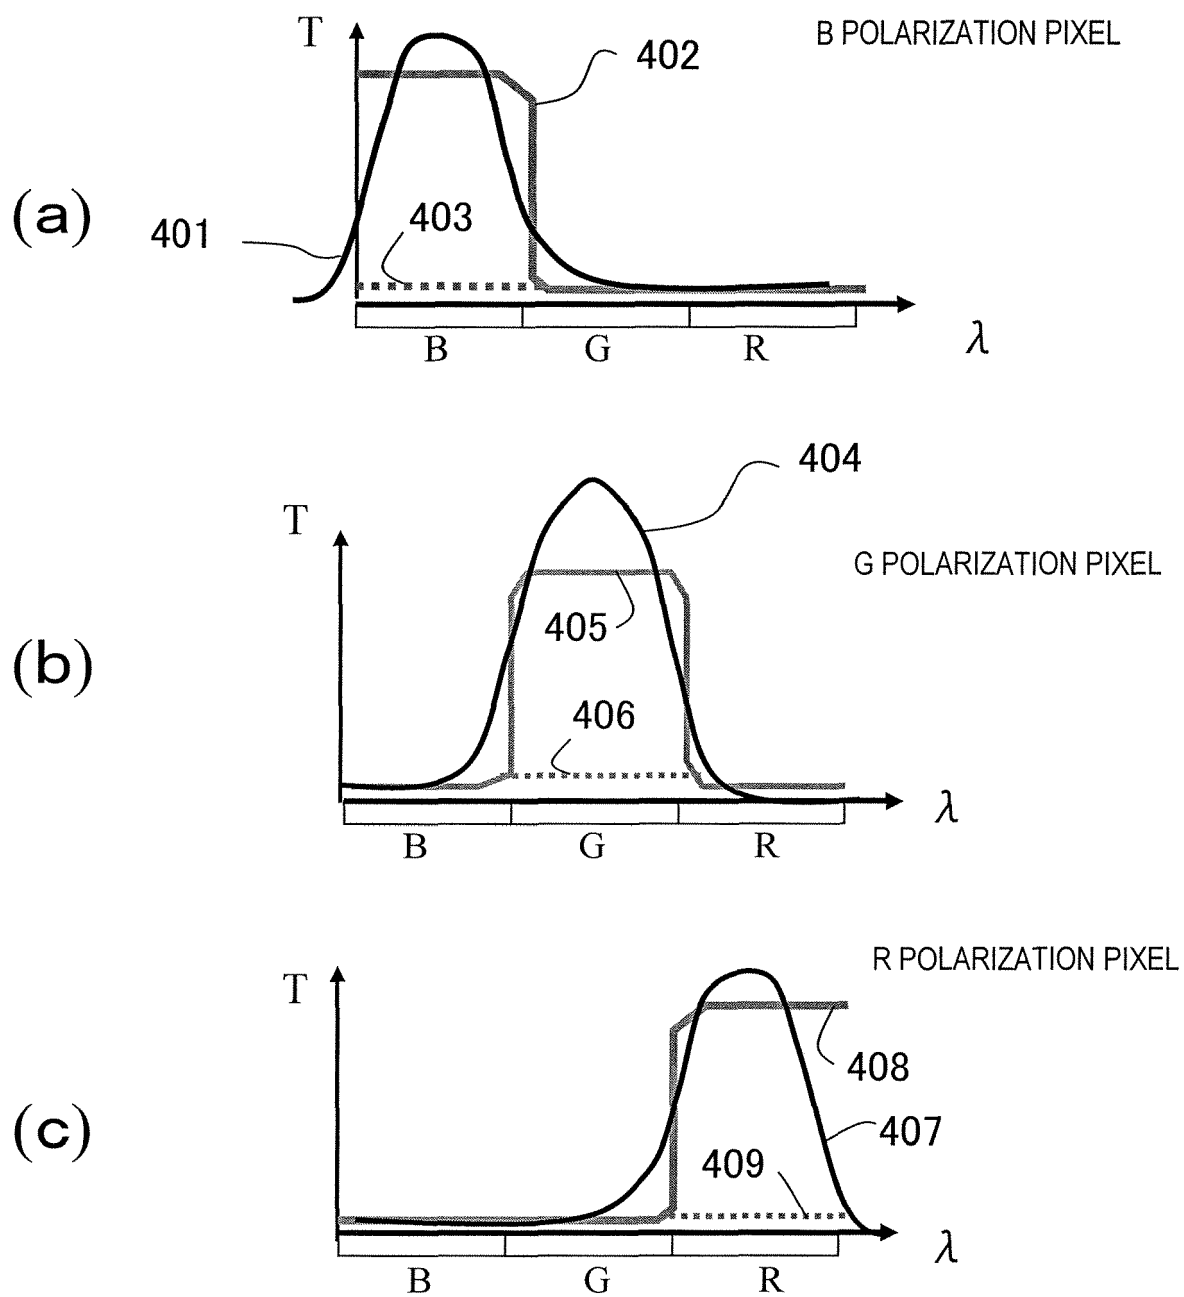 T
B POLARIZATION PIXEL
402
(a)
401
403
B G R
λ
404
T
G POLARIZATION PIXEL
405
(b)
406
B G R
λ
R POLARIZATION PIXEL
T
408
(c)
407
409
B G R
λ